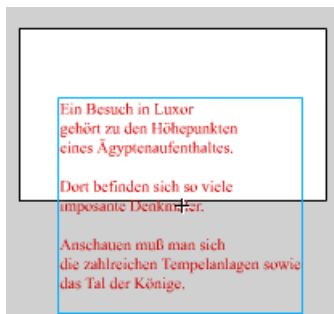 Ein Besuch in Luxor
gehört zu den Höhepunkten
eines Ägyptenaufenthaltes.
Dort befinden sich so viele
imposante Denkmäler.
Anschauen muß man sich
die zahlreichen Tempelanlagen sowie
das Tal der Könige.